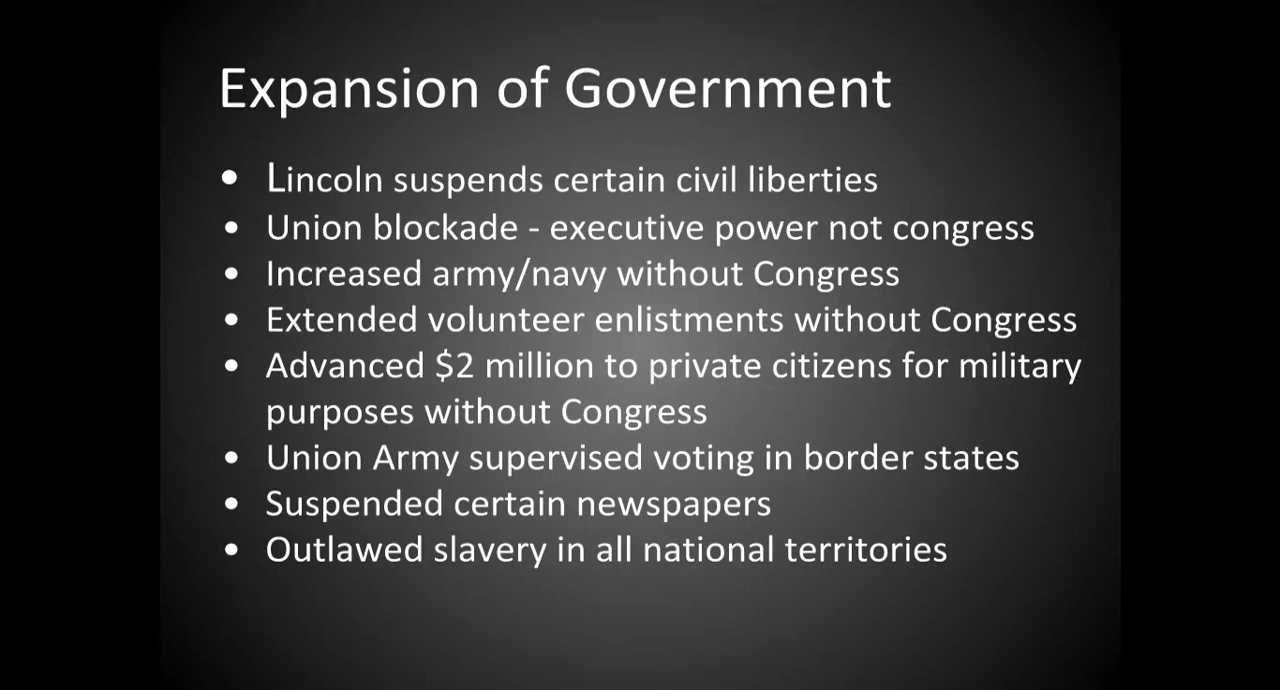 Expansion of Government
• Lincoln suspends certain civil liberties
• Union blockade - executive power not congress
• Increased army/navy without Congress
• Extended volunteer enlistments without Congress
• Advanced $2 million to private citizens for military
purposes without Congress
• Union Army supervised voting in border states
• Suspended certain newspapers
• Outlawed slavery in all national territories